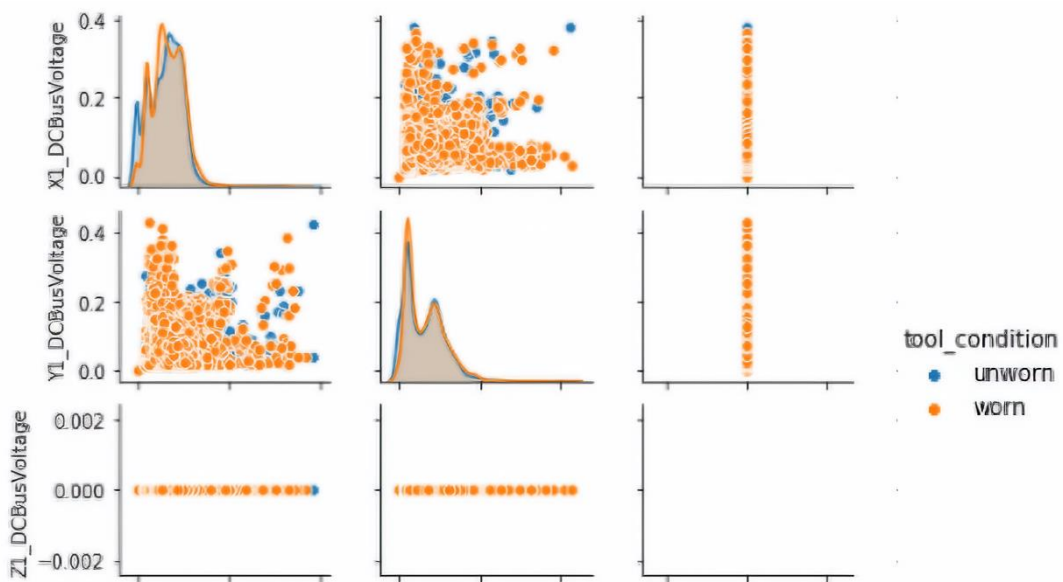 X1_DCBusVoltage
0.4
0.2
0.0
Y1_DCBusVoltage
0.4
0.2
0.0
Z1_DCBusVoltage
0.002
0.000
−0.002
tool_condition
unworn
worn